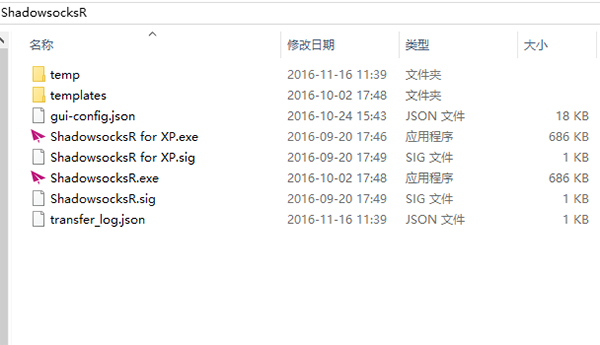 ShadowsocksR
名称 修改日期 类型 大小
temp 2016-11-16 11:39 文件夹
templates 2016-10-02 17:48 文件夹
gui-config.json 2016-10-24 15:43 JSON 文件 18 KB
ShadowsocksR for XP.exe 2016-09-20 17:46 应用程序 686 KB
ShadowsocksR for XP.sig 2016-09-20 17:49 SIG 文件 1 KB
ShadowsocksR.exe 2016-10-02 17:48 应用程序 686 KB
ShadowsocksR.sig 2016-09-20 17:49 SIG 文件 1 KB
transfer_log.json 2016-11-16 11:39 JSON 文件 1 KB